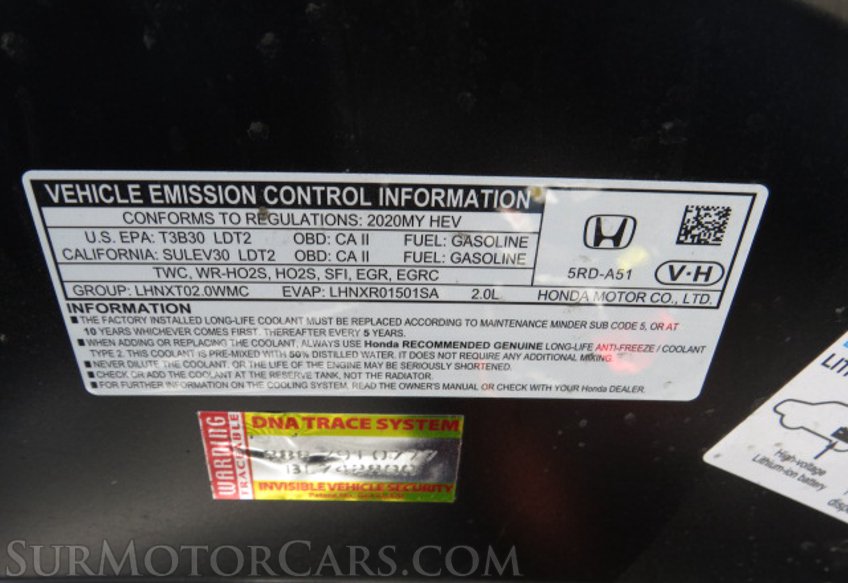 VEHICLE EMISSION CONTROL INFORMATION
CONFORMS TO REGULATIONS: 2020MY HEV
U.S. EPA: T3B30 LDT2 OBD: CA II FUEL: GASOLINE
CALIFORNIA: SULEV30 LDT2 OBD: CA II FUEL: GASOLINE
TWC, WR-HO2S, HO2S, SFI, EGR, EGRC
GROUP: LHNXT02.0WMC EVAP: LHNXR01501SA 2.0L
5RD-A51
V-H
HONDA MOTOR CO., LTD.
INFORMATION
■ THE FACTORY INSTALLED LONG-LIFE COOLANT MUST BE REPLACED ACCORDING TO MAINTENANCE MINDER SUB CODE 5, OR AT
10 YEARS WHICHEVER COMES FIRST. THEREAFTER EVERY 5 YEARS.
■ WHEN ADDING OR REPLACING THE COOLANT, ALWAYS USE Honda RECOMMENDED GENUINE LONG-LIFE ANTI-FREEZE / COOLANT
TYPE 2. THIS COOLANT IS PRE-MIXED WITH 50% DISTILLED WATER. IT DOES NOT REQUIRE ANY ADDITIONAL MIXING.
■ NEVER DILUTE THE COOLANT, OR THE LIFE OF THE ENGINE MAY BE SERIOUSLY SHORTENED.
■ CHECK OR ADD THE COOLANT AT THE RESERVE TANK, NOT THE RADIATOR.
■ FOR FURTHER INFORMATION ON THE COOLING SYSTEM, READ THE OWNER'S MANUAL OR CHECK WITH YOUR Honda DEALER.
WARNING
TRACEABLE
DNA TRACE SYSTEM
INVISIBLE VEHICLE SECURITY
High-voltage
Lithium-ion battery
SURMOTORCARS.COM